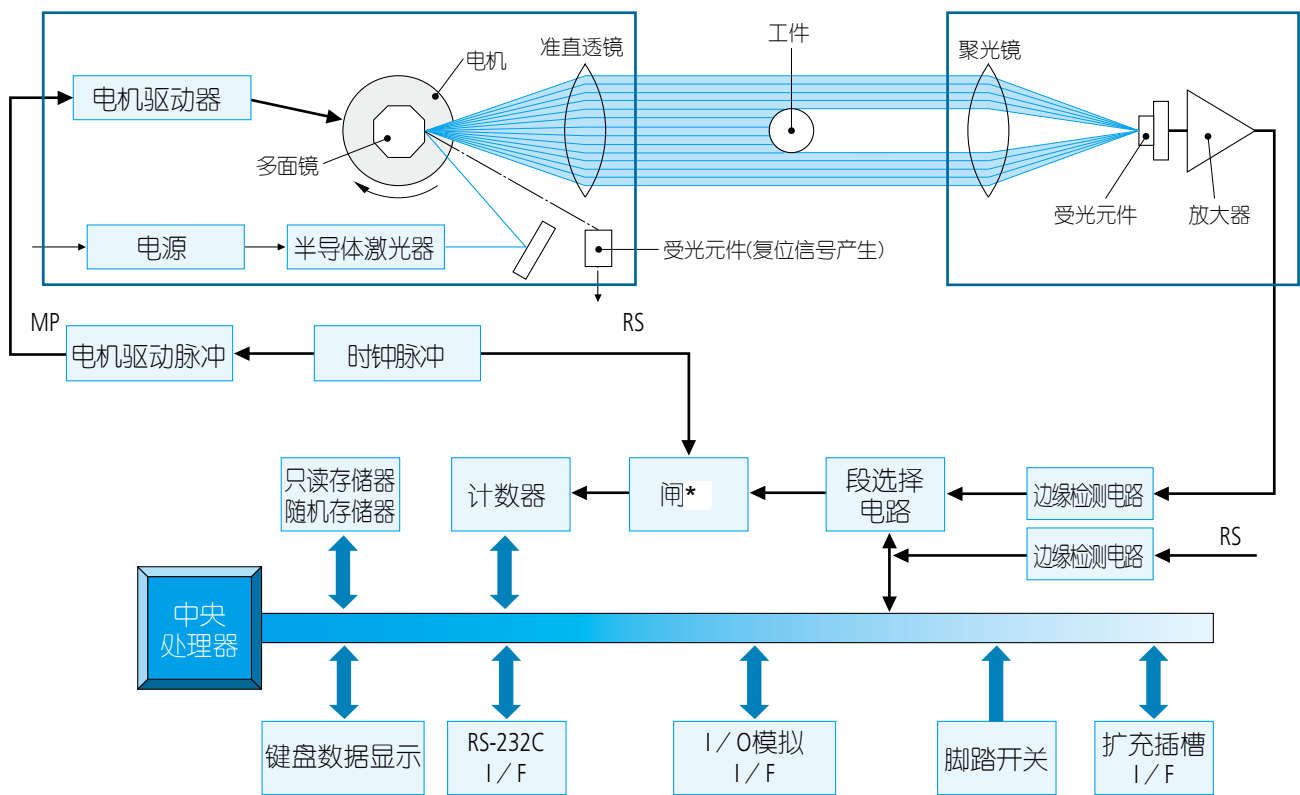 工件
准直透镜
聚光镜
电机
电机驱动器
多面镜
受光元件
放大器
电源
半导体激光器
受光元件(复位信号产生)
MP
RS
电机驱动脉冲
时钟脉冲
只读存储器
随机存储器
计数器
闸*
段选择
电路
边缘检测电路
边缘检测电路
RS
中央
处理器
键盘数据显示
RS-232C
I/F
I/O模拟
I/F
脚踏开关
扩充插槽
I/F